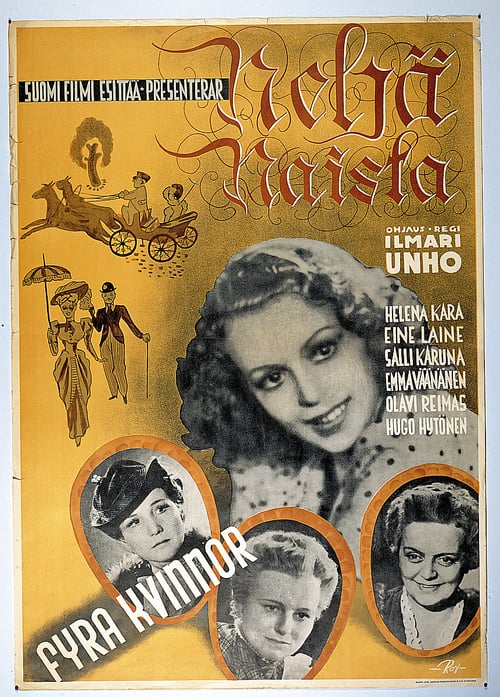 SUOMI FILMI ESITTÄÄ - PRESENTERAR
Neljä
Naista
OHJAUS - REGI
ILMARI
UNHO
HELENA KARA
EINE LAINE
SALLI KARUNA
EMMA VÄÄNÄNEN
OLAVI REIMAS
HUGO HYTÖNEN
FYRA KVINNOR
- Roy -